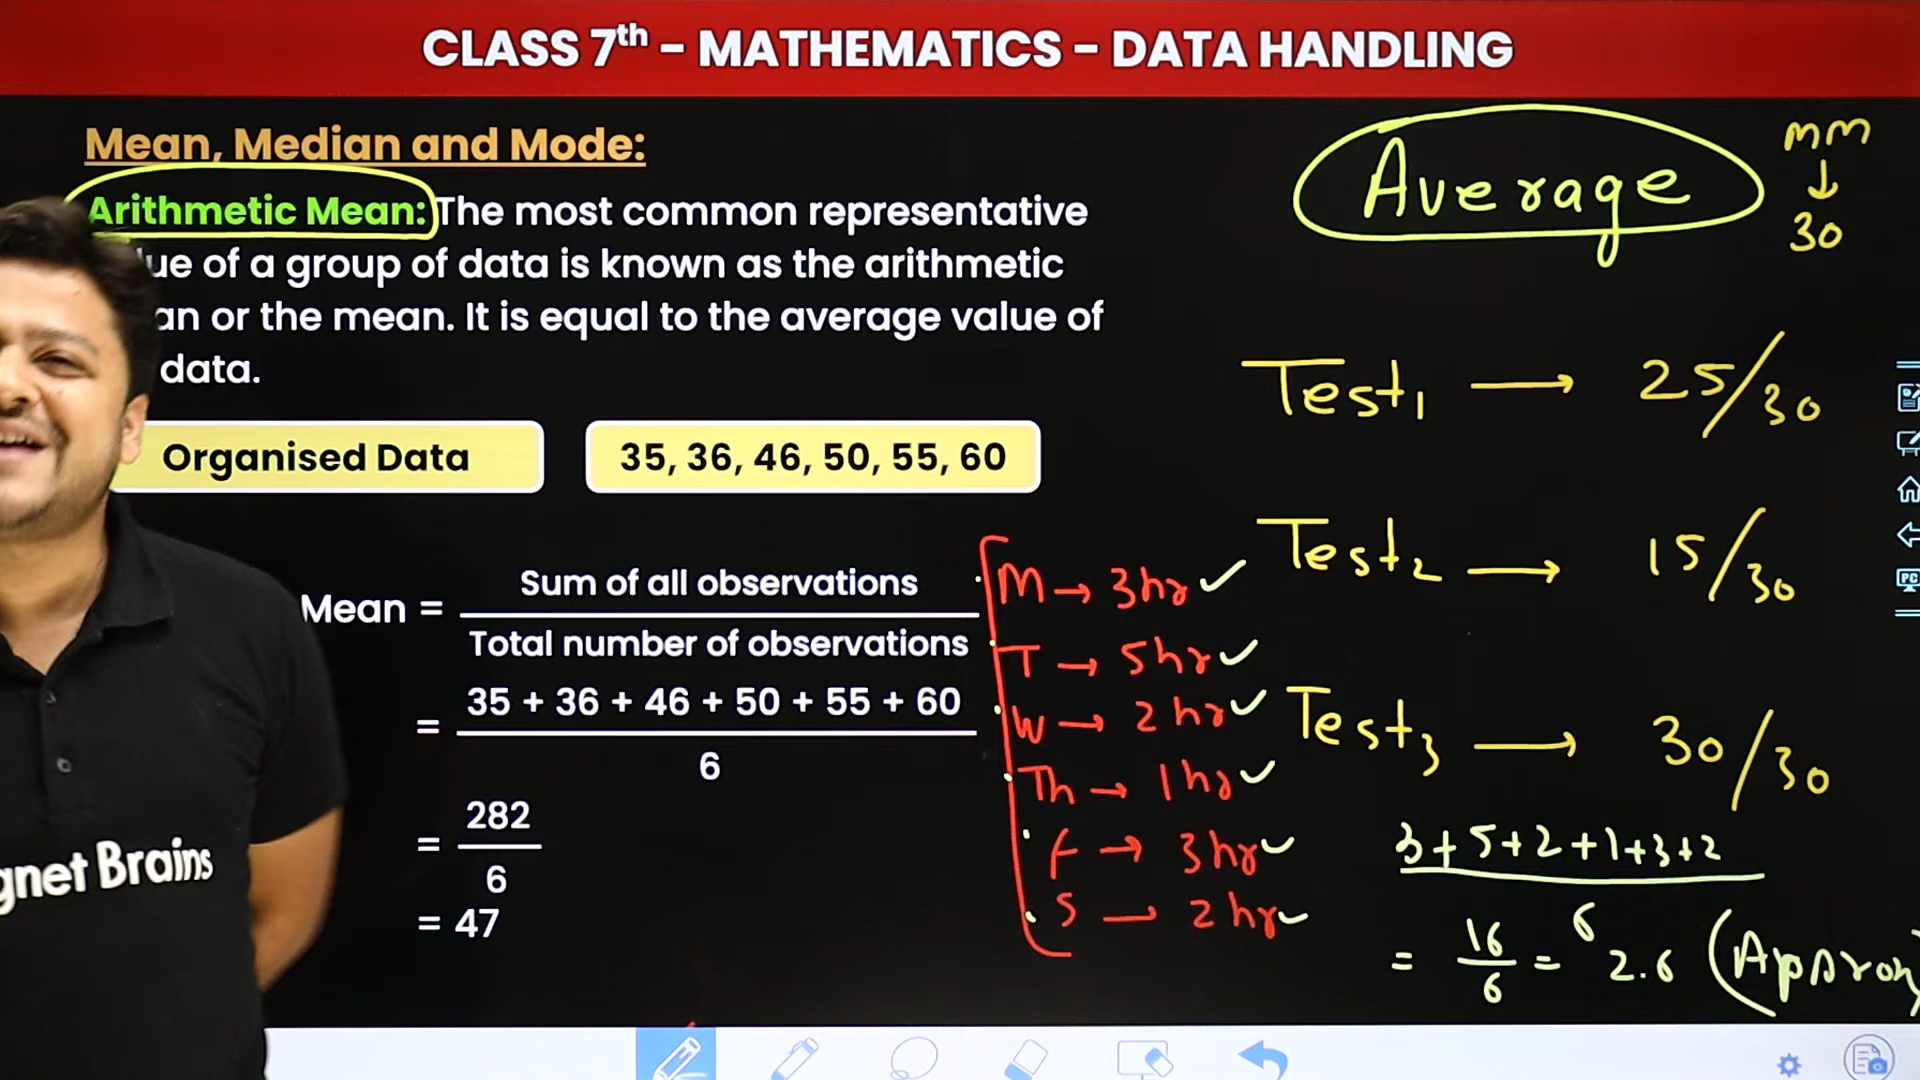 CLASS 7th - MATHEMATICS - DATA HANDLING
Mean, Median and Mode:
Arithmetic Mean: The most common representative
ue of a group of data is known as the arithmetic
an or the mean. It is equal to the average value of
data.
Organised Data
35, 36, 46, 50, 55, 60
Mean = Sum of all observations
Total number of observations
= 35 + 36 + 46 + 50 + 55 + 60
6
= 282
6
= 47
M → 3hr ✓
T → 5hr ✓
W → 2hr ✓
Th → 1hr ✓
F → 3hr ✓
S → 2hr ✓
Average
MM
↓
30
Test1 → 25/30
Test2 → 15/30
Test3 → 30/30
3+5+2+1+3+2
6
= 16/6 = 2.6 (Approx)
gnet Brains
PC